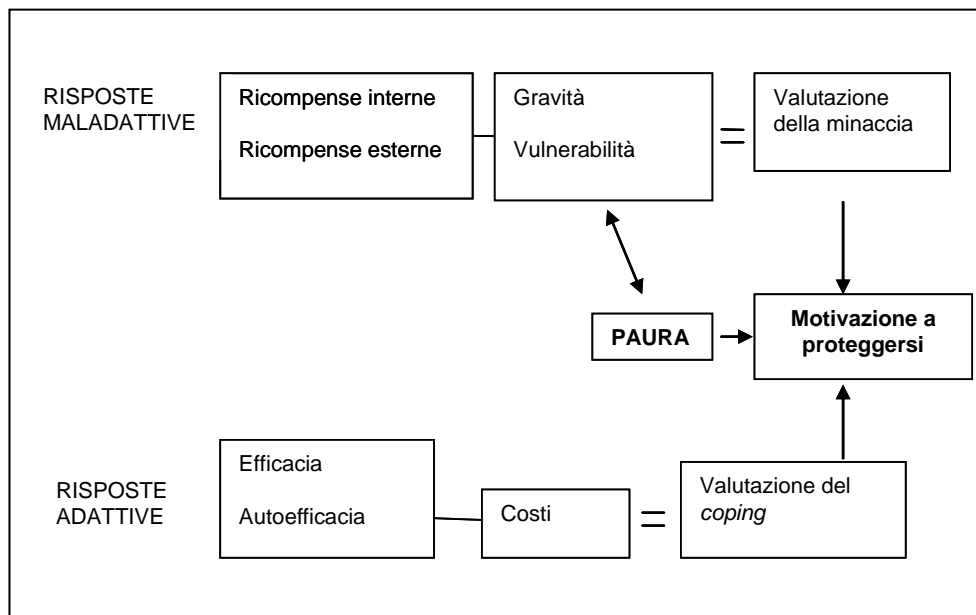 RISPOSTE
MALADATTIVE
Ricompense interne
Ricompense esterne
Gravità
Vulnerabilità
=
Valutazione
della minaccia
PAURA
Motivazione a
proteggersi
RISPOSTE
ADATTIVE
Efficacia
Autoefficacia
Costi
=
Valutazione del
coping